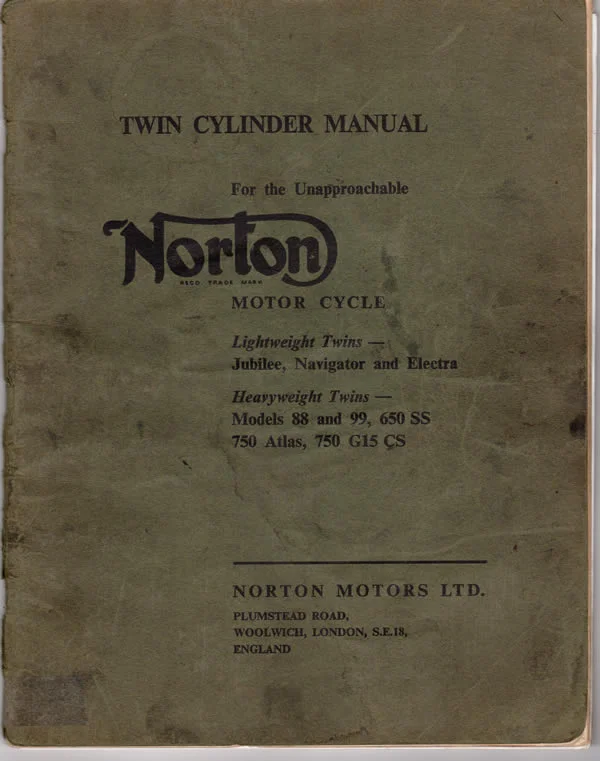 TWIN CYLINDER MANUAL
For the Unapproachable
Norton
REGD TRADE MARK
MOTOR CYCLE
Lightweight Twins —
Jubilee, Navigator and Electra
Heavyweight Twins —
Models 88 and 99, 650 SS
750 Atlas, 750 G15 CS
NORTON MOTORS LTD.
PLUMSTEAD ROAD,
WOOLWICH, LONDON, S.E.18,
ENGLAND